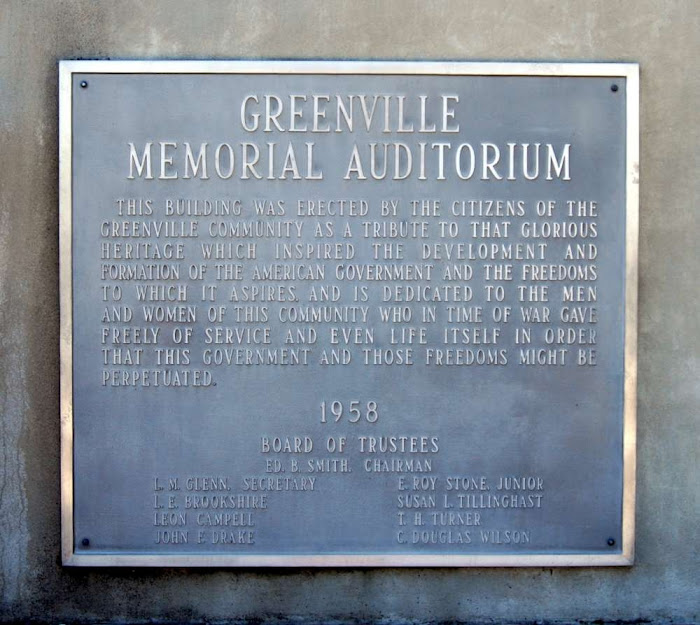 GREENVILLE
MEMORIAL AUDITORIUM
THIS BUILDING WAS ERECTED BY THE CITIZENS OF THE
GREENVILLE COMMUNITY AS A TRIBUTE TO THAT GLORIOUS
HERITAGE WHICH INSPIRED THE DEVELOPMENT AND
FORMATION OF THE AMERICAN GOVERNMENT AND THE FREEDOMS
TO WHICH IT ASPIRES, AND IS DEDICATED TO THE MEN
AND WOMEN OF THIS COMMUNITY WHO IN TIME OF WAR GAVE
FREELY OF SERVICE AND EVEN LIFE ITSELF IN ORDER
THAT THIS GOVERNMENT AND THOSE FREEDOMS MIGHT BE
PERPETUATED.
1958
BOARD OF TRUSTEES
ED. B. SMITH, CHAIRMAN
L. M. GLENN, SECRETARY
L. E. BROOKSHIRE
LEON CAMPELL
JOHN F. DRAKE
E. ROY STONE, JUNIOR
SUSAN L. TILLINGHAST
T. H. TURNER
C. DOUGLAS WILSON